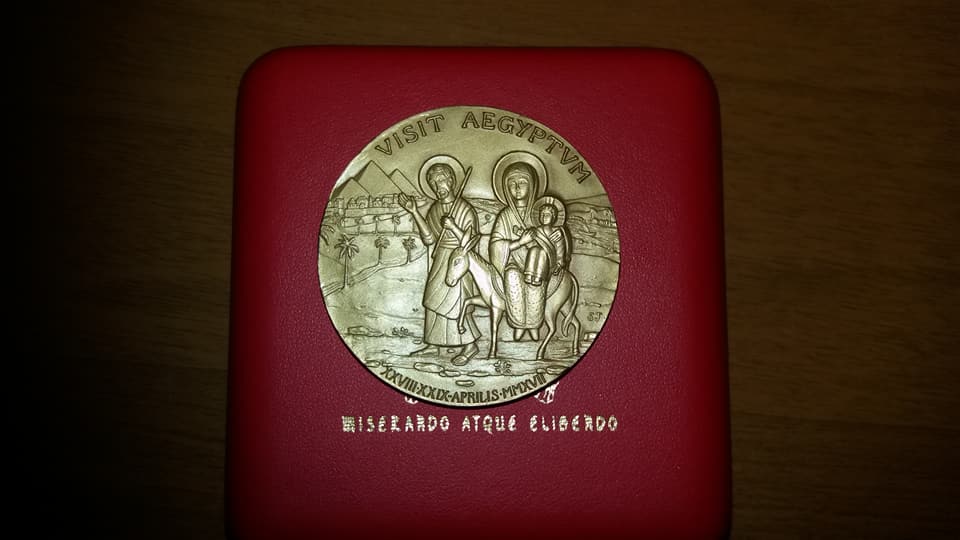 VISIT AEGYPTVM
XXVIII·XXIX·APRILIS·MMXVII
MISERANDO ATQUE ELIGENDO